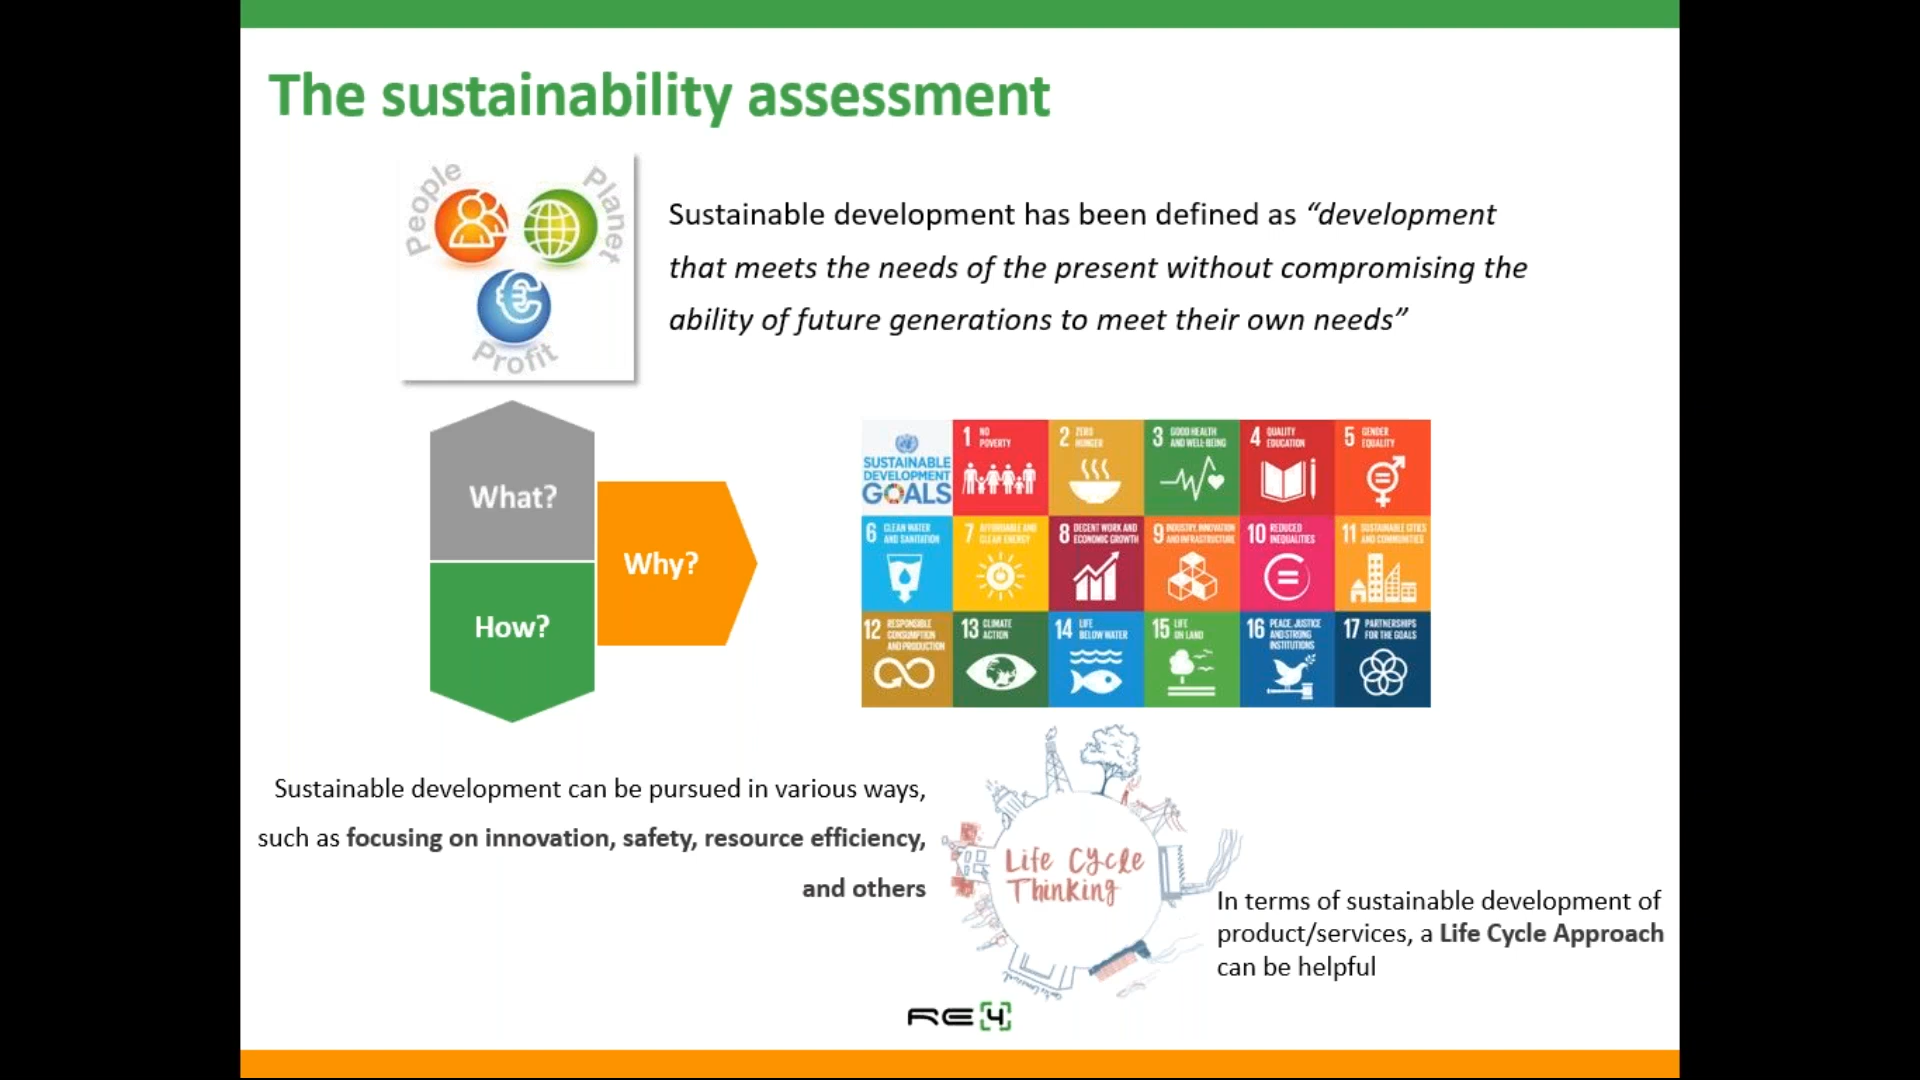 The sustainability assessment
People
Planet
Profit
Sustainable development has been defined as “development
that meets the needs of the present without compromising the
ability of future generations to meet their own needs”
What?
Why?
How?
SUSTAINABLE
DEVELOPMENT
GOALS
1 NO
POVERTY
2 ZERO
HUNGER
3 GOOD HEALTH
AND WELL-BEING
4 QUALITY
EDUCATION
5 GENDER
EQUALITY
6 CLEAN WATER
AND SANITATION
7 AFFORDABLE AND
CLEAN ENERGY
8 DECENT WORK AND
ECONOMIC GROWTH
9 INDUSTRY, INNOVATION
AND INFRASTRUCTURE
10 REDUCED
INEQUALITIES
11 SUSTAINABLE CITIES
AND COMMUNITIES
12 RESPONSIBLE
CONSUMPTION
AND PRODUCTION
13 CLIMATE
ACTION
14 LIFE
BELOW WATER
15 LIFE
ON LAND
16 PEACE, JUSTICE
AND STRONG
INSTITUTIONS
17 PARTNERSHIPS
FOR THE GOALS
Sustainable development can be pursued in various ways,
such as focusing on innovation, safety, resource efficiency,
and others
Life Cycle
Thinking
In terms of sustainable development of
product/services, a Life Cycle Approach
can be helpful
RE4